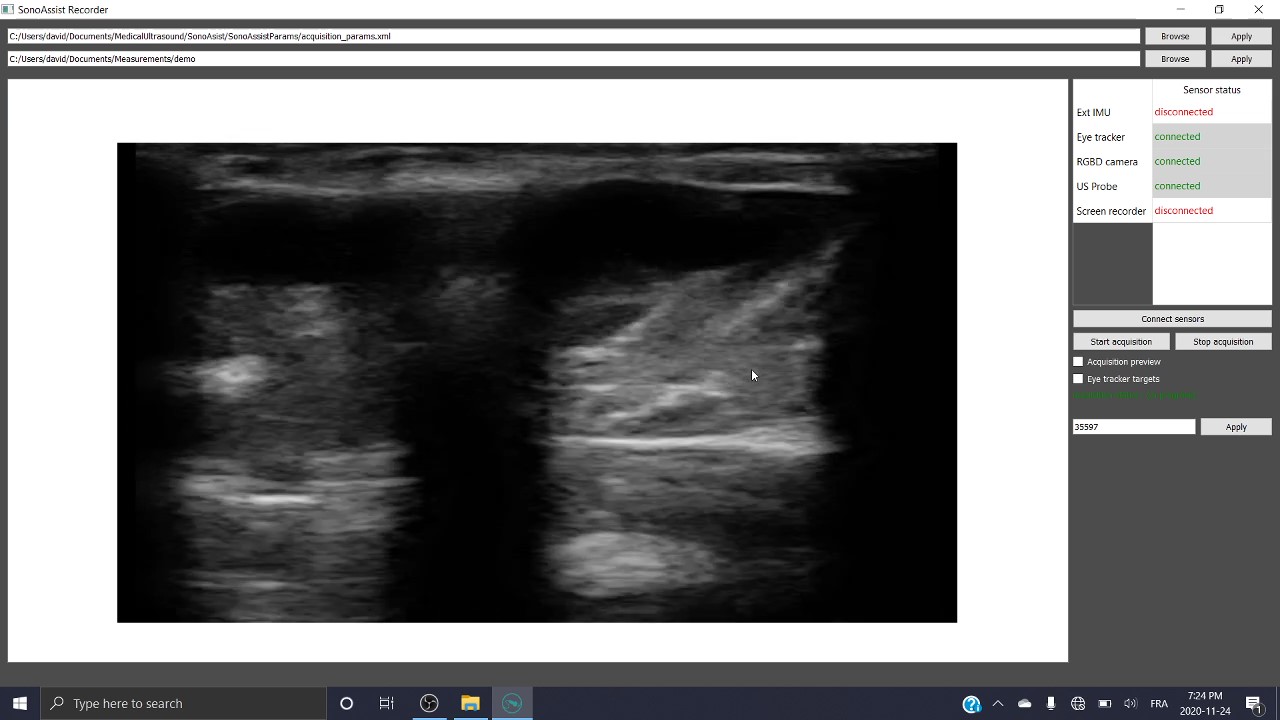 SonoAssist Recorder
C:/Users/david/Documents/MedicalUltrasound/SonoAsist/SonoAssistParams/acquisition_params.xml
Browse
Apply
C:/Users/david/Documents/Measurements/demo
Browse
Apply
Sensor status
Ext IMU disconnected
Eye tracker connected
RGBD camera connected
US Probe connected
Screen recorder disconnected
Connect sensors
Start acquisition
Stop acquisition
Acquisition preview
Eye tracker targets
35597
Apply
Type here to search
FRA
7:24 PM
2020-11-24
1